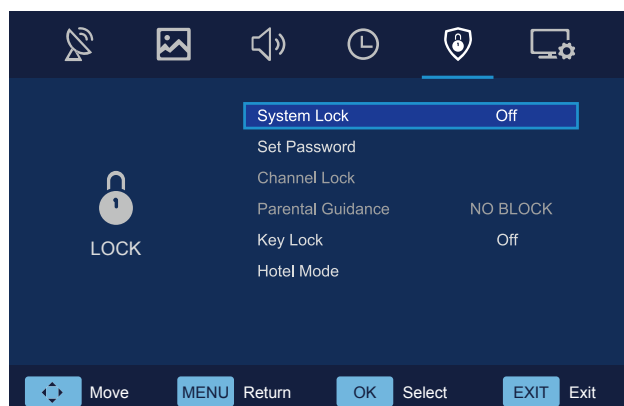 System Lock Off
Set Password
Channel Lock
Parental Guidance NO BLOCK
Key Lock Off
Hotel Mode
LOCK
Move MENU Return OK Select EXIT Exit